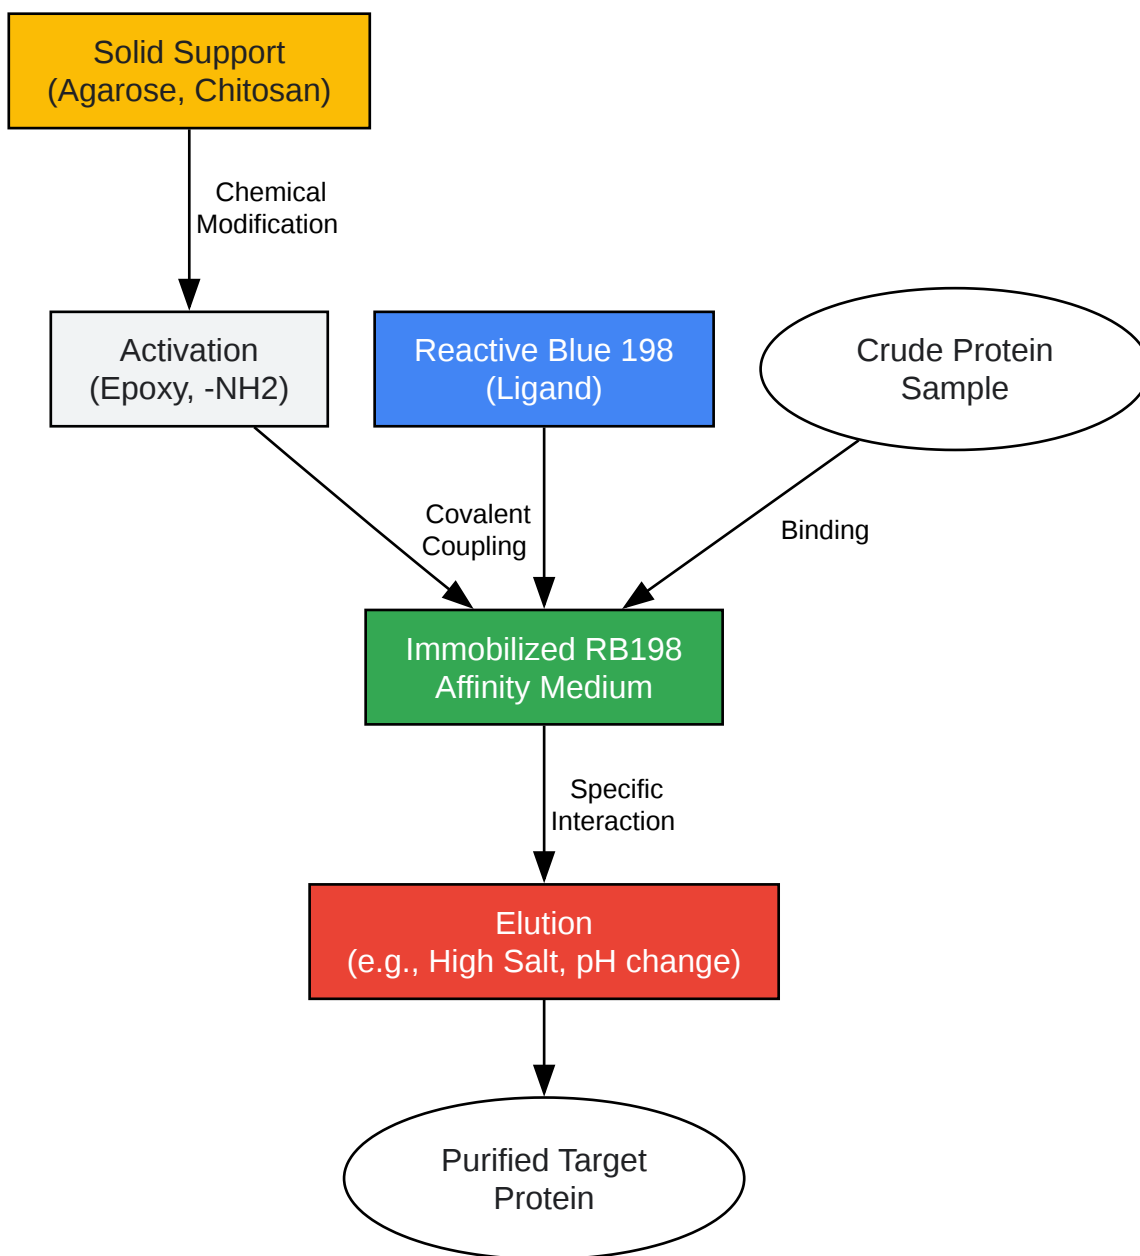 Solid Support
(Agarose, Chitosan)
Chemical
Modification
Activation
(Epoxy, -NH2)
Reactive Blue 198
(Ligand)
Crude Protein
Sample
Covalent
Coupling
Binding
Immobilized RB198
Affinity Medium
Specific
Interaction
Elution
(e.g., High Salt, pH change)
Purified Target
Protein